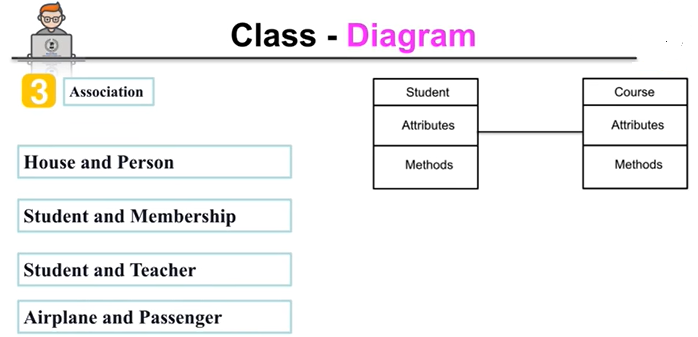 Class - Diagram
3
Association
House and Person
Student and Membership
Student and Teacher
Airplane and Passenger
Student
Attributes
Methods
Course
Attributes
Methods